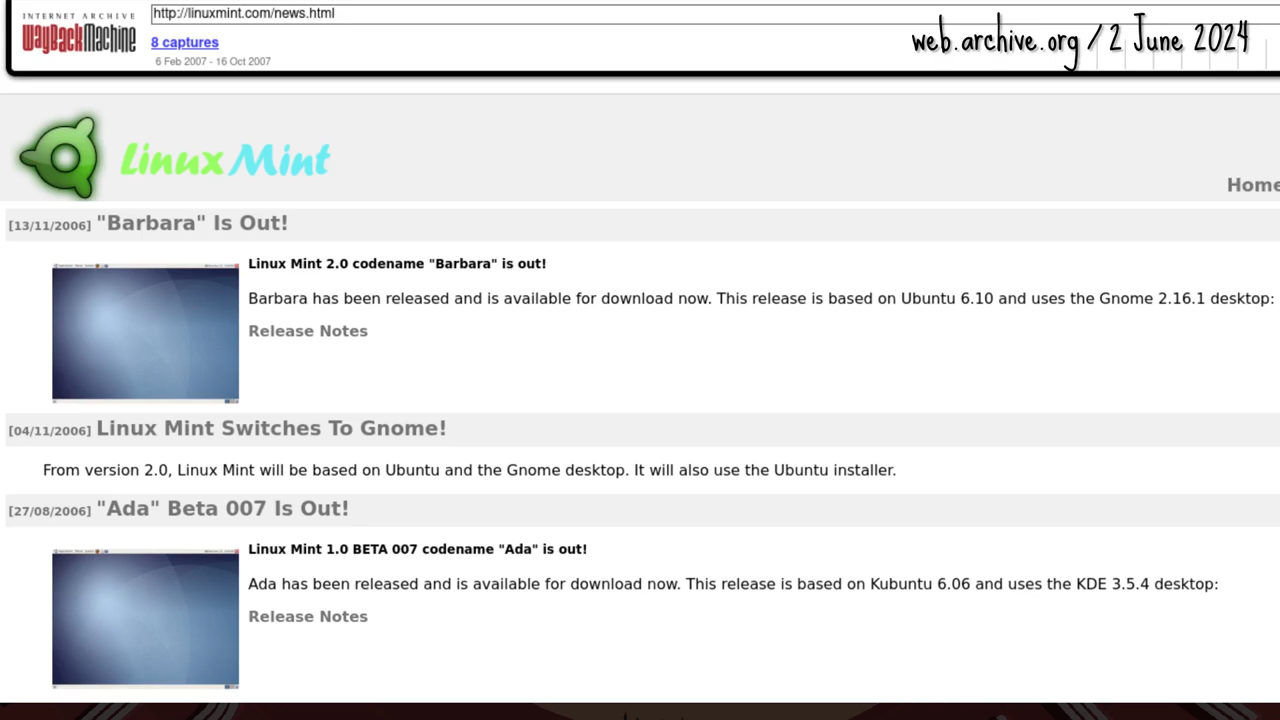 INTERNET ARCHIVE
WayBackMachine
http://linuxmint.com/news.html
8 captures
6 Feb 2007 - 16 Oct 2007
web.archive.org / 2 June 2024
Linux Mint
Home
[13/11/2006] "Barbara" Is Out!
Linux Mint 2.0 codename "Barbara" is out!
Barbara has been released and is available for download now. This release is based on Ubuntu 6.10 and uses the Gnome 2.16.1 desktop:
Release Notes
[04/11/2006] Linux Mint Switches To Gnome!
From version 2.0, Linux Mint will be based on Ubuntu and the Gnome desktop. It will also use the Ubuntu installer.
[27/08/2006] "Ada" Beta 007 Is Out!
Linux Mint 1.0 BETA 007 codename "Ada" is out!
Ada has been released and is available for download now. This release is based on Kubuntu 6.06 and uses the KDE 3.5.4 desktop:
Release Notes